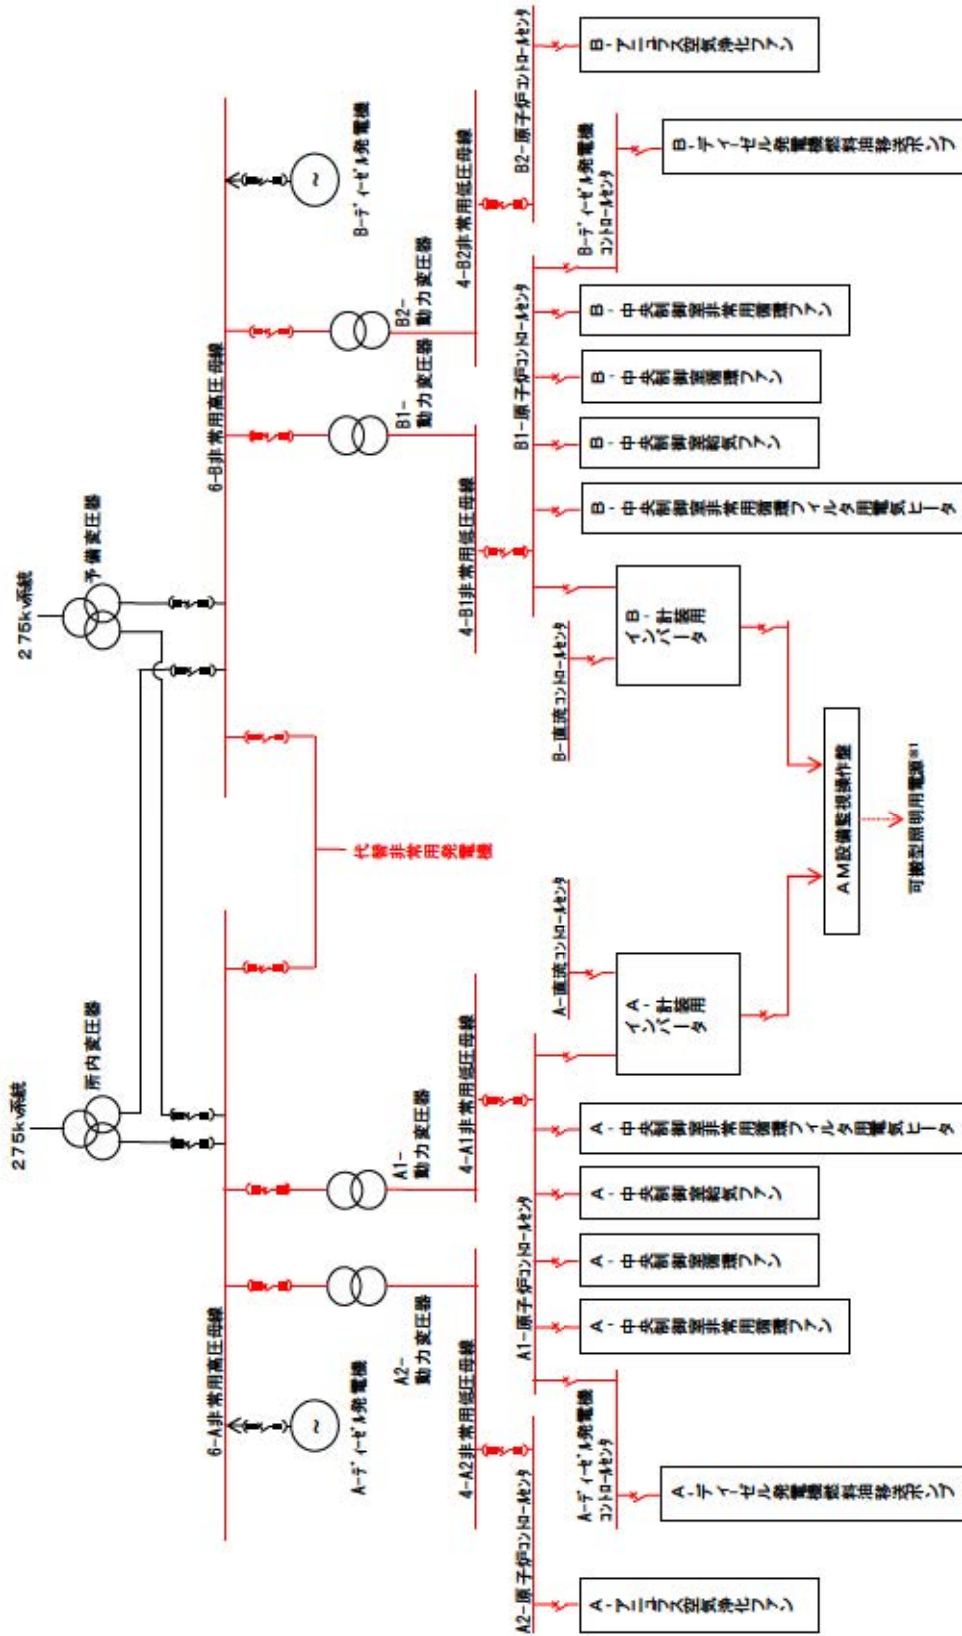 275kv系統
275kv系統
所内変圧器
予備変圧器
6-A非常用高圧母線
6-B非常用高圧母線
A-ディーゼル発電機
~
B-ディーゼル発電機
~
代替非常用発電機
A2-
動力変圧器
A1-
動力変圧器
B1-
動力変圧器
B2-
動力変圧器
4-A2非常用低圧母線
4-A1非常用低圧母線
4-B1非常用低圧母線
4-B2非常用低圧母線
A2-原子炉コントロールセンタ
A1-原子炉コントロールセンタ
A-直流コントロールセンタ
B-直流コントロールセンタ
B1-原子炉コントロールセンタ
B2-原子炉コントロールセンタ
A-ディーゼル発電機
コントロールセンタ
B-ディーゼル発電機
コントロールセンタ
A-アニュラス空気浄化ファン
A-ディーゼル発電機燃料油移送ポンプ
A-中央制御室非常用循環ファン
A-中央制御室循環ファン
A-中央制御室給気ファン
A-中央制御室非常用循環フィルタ用電気ヒータ
A-計装用
インバータ
B-計装用
インバータ
B-中央制御室非常用循環フィルタ用電気ヒータ
B-中央制御室給気ファン
B-中央制御室循環ファン
B-中央制御室非常用循環ファン
B-ディーゼル発電機燃料油移送ポンプ
B-アニュラス空気浄化ファン
AM設備監視操作盤
可搬型照明用電源※1